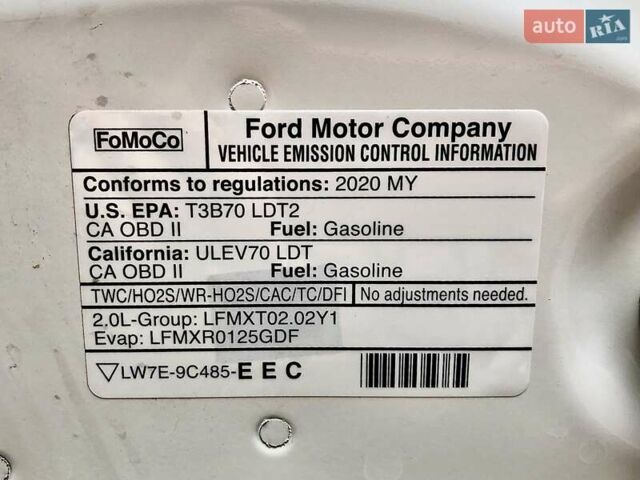 auto RIA .com
FoMoCo
Ford Motor Company
VEHICLE EMISSION CONTROL INFORMATION
Conforms to regulations: 2020 MY
U.S. EPA: T3B70 LDT2
CA OBD II Fuel: Gasoline
California: ULEV70 LDT
CA OBD II Fuel: Gasoline
TWC/HO2S/WR-HO2S/CAC/TC/DFI No adjustments needed.
2.0L-Group: LFMXT02.02Y1
Evap: LFMXR0125GDF
LW7E-9C485-E E C